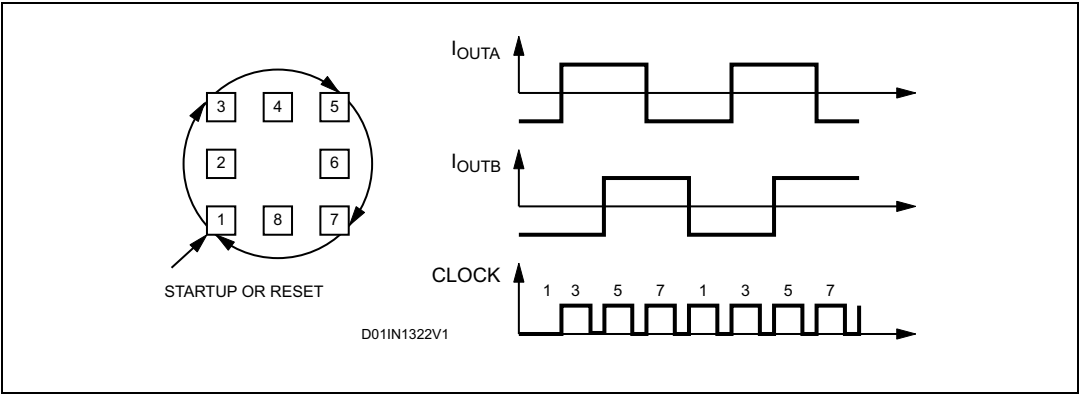 3 4 5
2 6
1 8 7
STARTUP OR RESET
D01IN1322V1
IOUTA
IOUTB
CLOCK
1 3 5 7 1 3 5 7